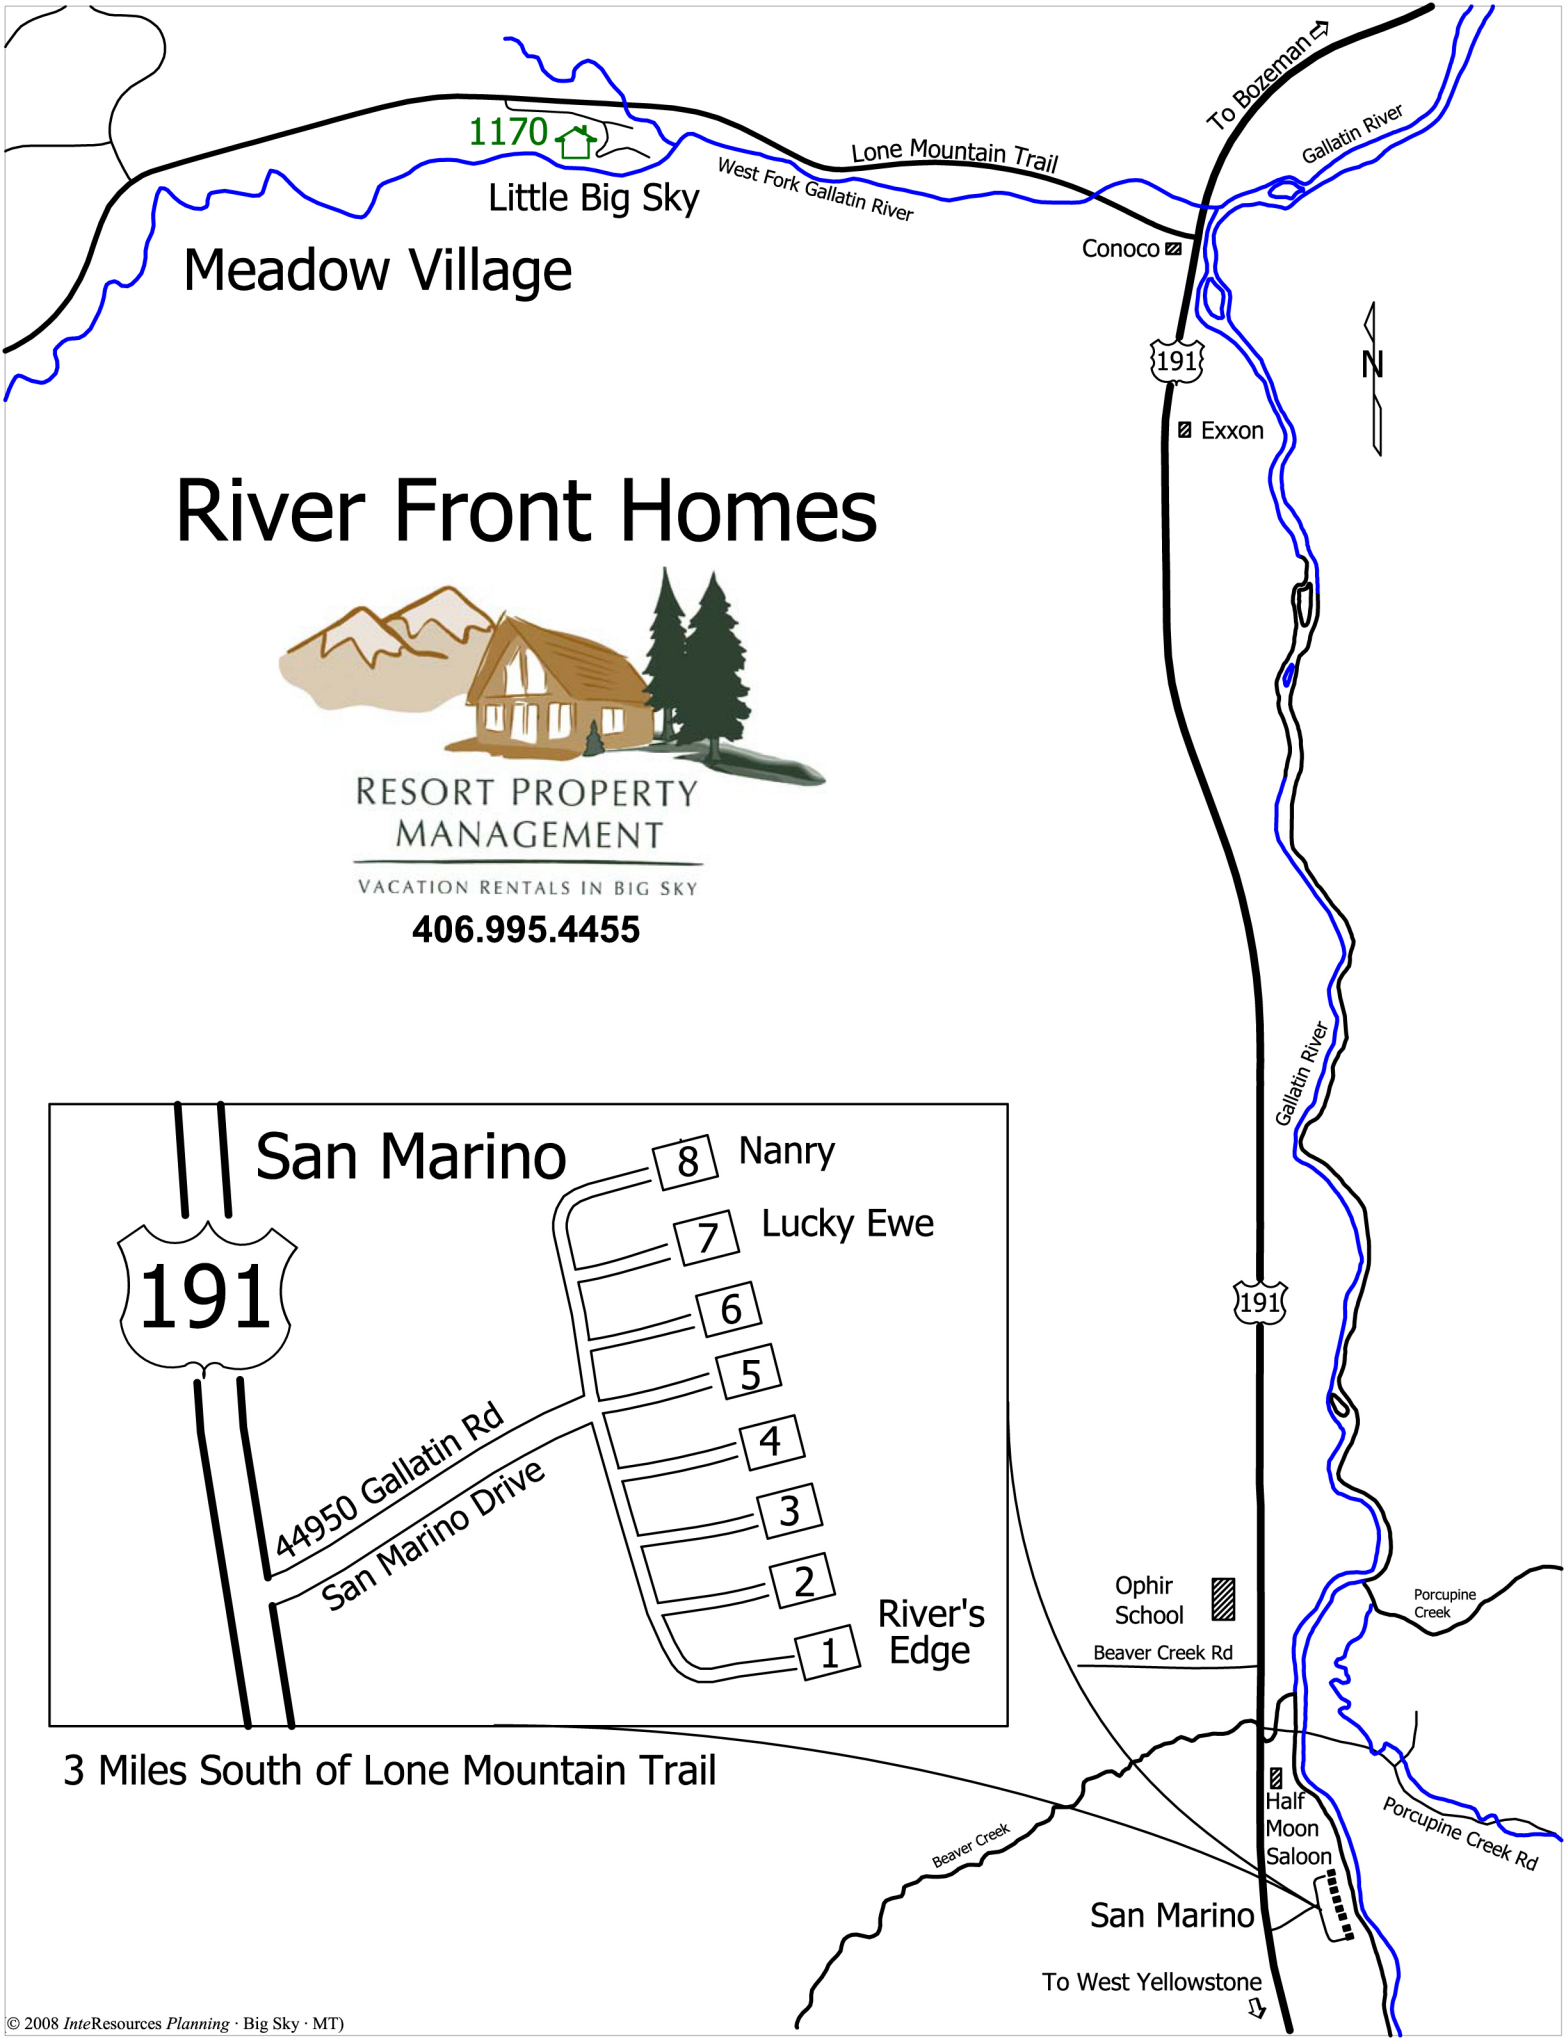 To Bozeman
Gallatin River
1170
Lone Mountain Trail
West Fork Gallatin River
Little Big Sky
Meadow Village
Conoco
191
N
Exxon
River Front Homes
RESORT PROPERTY
MANAGEMENT
VACATION RENTALS IN BIG SKY
406.995.4455
Gallatin River
191
San Marino
191
8
Nanry
7
Lucky Ewe
6
5
4
3
2
1
River's
Edge
44950 Gallatin Rd
San Marino Drive
3 Miles South of Lone Mountain Trail
Ophir
School
Beaver Creek Rd
Porcupine
Creek
Half
Moon
Saloon
Porcupine Creek Rd
Beaver Creek
San Marino
To West Yellowstone
© 2008 InteResources Planning · Big Sky · MT)